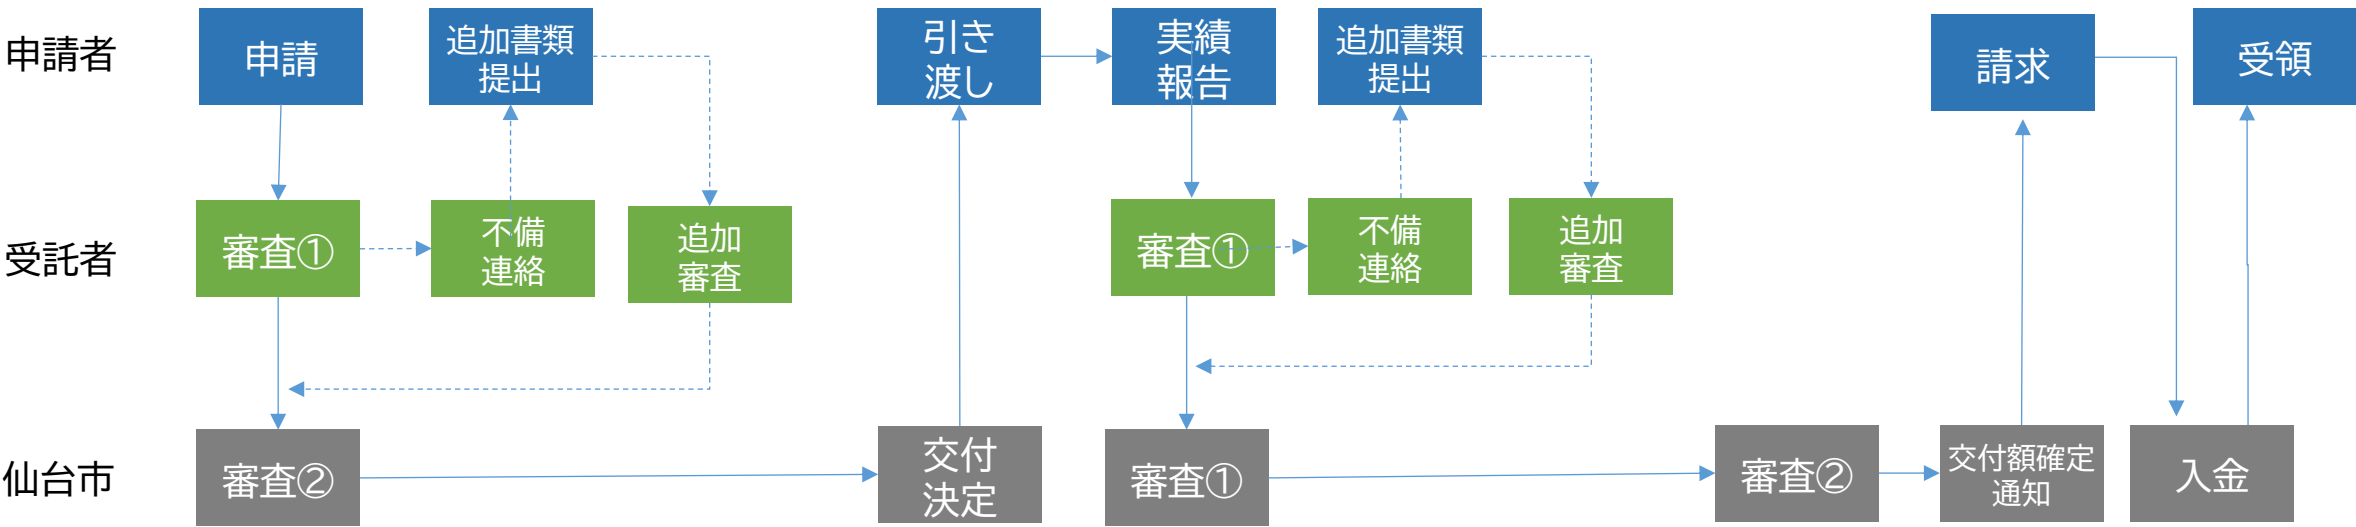 申請者
申請
追加書類
提出
引き
渡し
実績
報告
追加書類
提出
請求
受領
受託者
審査①
不備
連絡
追加
審査
審査①
不備
連絡
追加
審査
仙台市
審査②
交付
決定
審査①
審査②
交付額確定
通知
入金